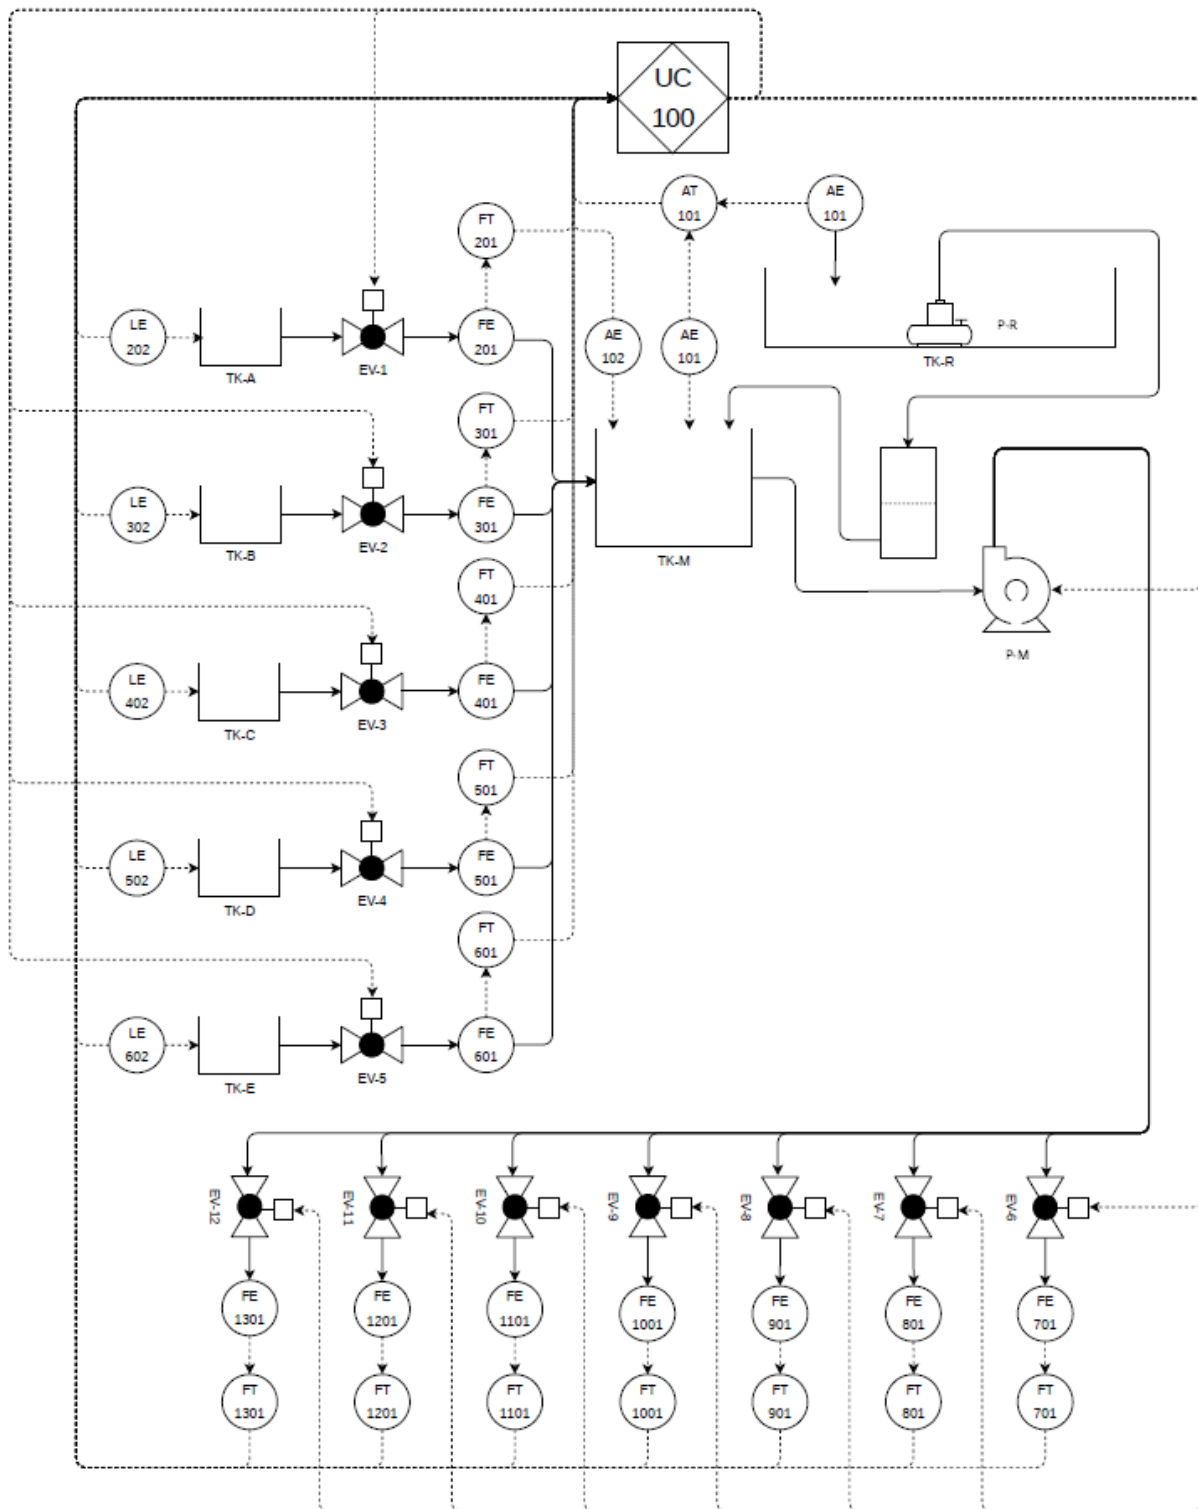 UC
100
AT
101
AE
101
FT
201
LE
202
TK-A
EV-1
FE
201
AE
102
AE
101
P-R
TK-R
FT
301
LE
302
TK-B
EV-2
FE
301
TK-M
FT
401
P-M
LE
402
TK-C
EV-3
FE
401
FT
501
LE
502
TK-D
EV-4
FE
501
FT
601
LE
602
TK-E
EV-5
FE
601
EV-12
EV-11
EV-10
EV-9
EV-8
EV-7
EV-6
FE
1301
FE
1201
FE
1101
FE
1001
FE
901
FE
801
FE
701
FT
1301
FT
1201
FT
1101
FT
1001
FT
901
FT
801
FT
701